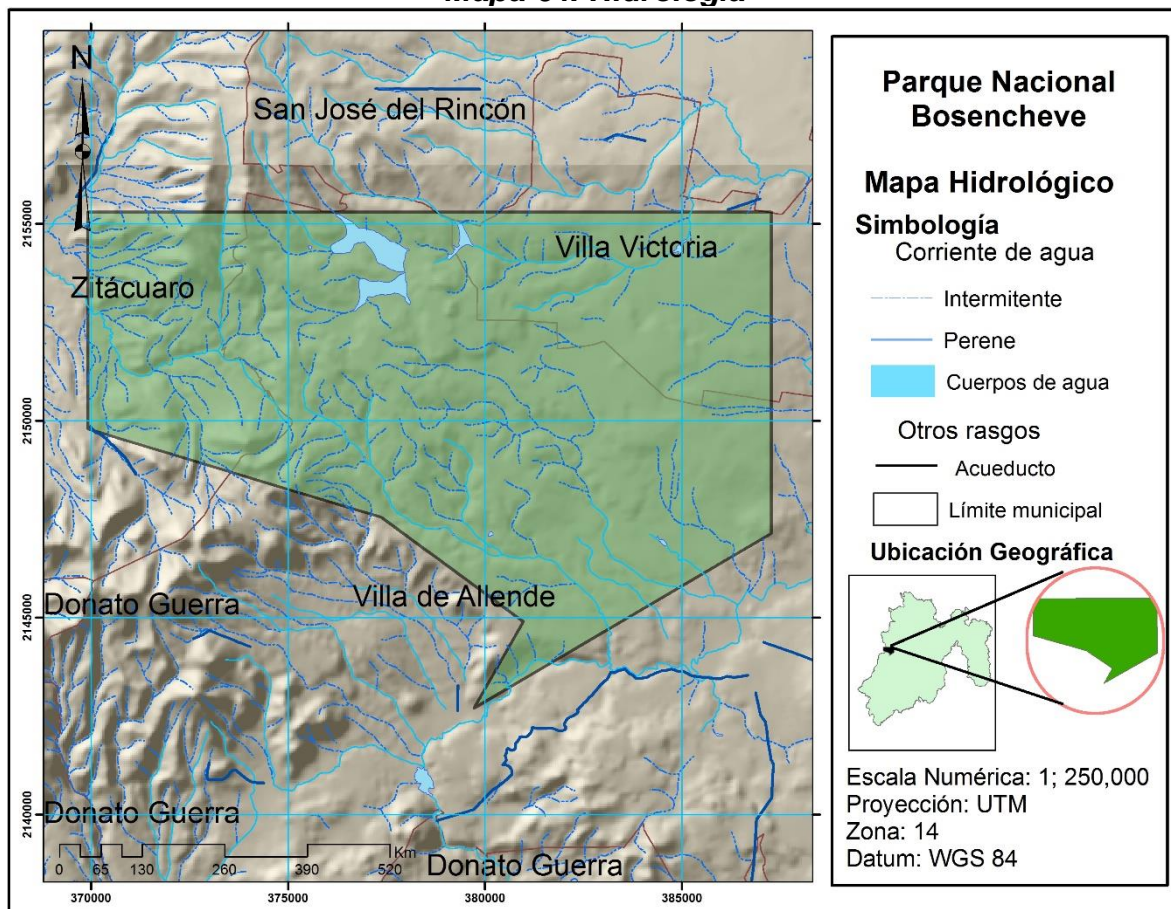 N
San José del Rincón
Villa Victoria
Zitácuaro
Villa de Allende
Donato Guerra
Donato Guerra
Donato Guerra
2155000
2150000
2145000
2140000
370000
375000
380000
385000
0 65 130 260 390 520
Km
Parque Nacional
Bosencheve
Mapa Hidrológico
Simbología
Corriente de agua
Intermitente
Perene
Cuerpos de agua
Otros rasgos
Acueducto
Límite municipal
Ubicación Geográfica
Escala Numérica: 1; 250,000
Proyección: UTM
Zona: 14
Datum: WGS 84